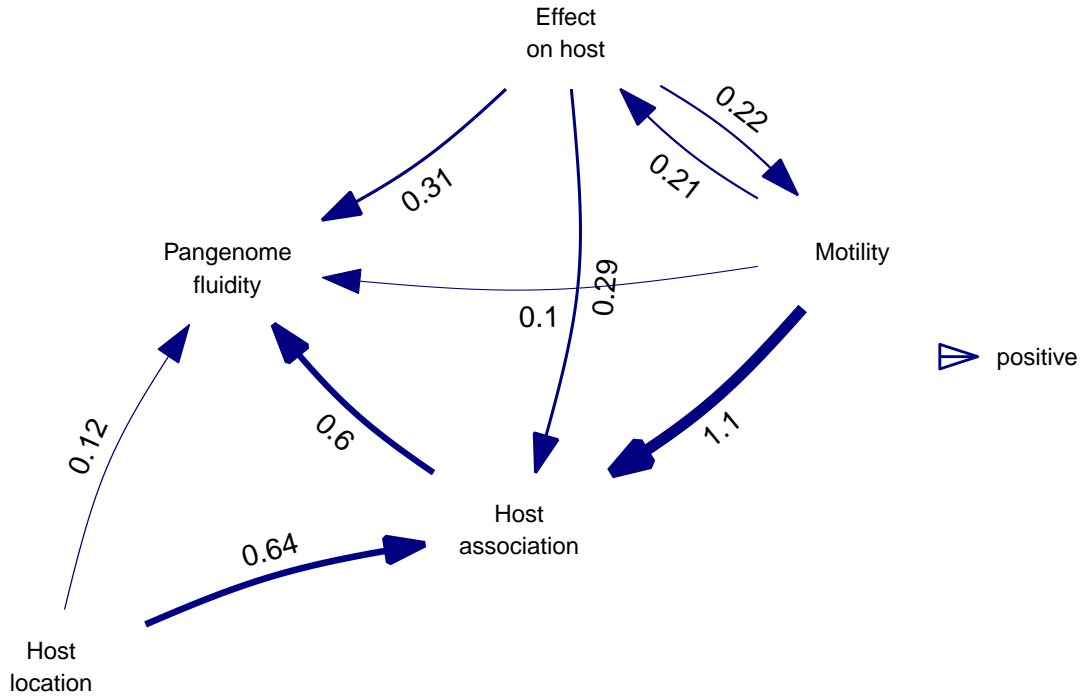 Effect
on host
0.22
0.21
0.31
Pangenome
fluidity
Motility
0.29
0.1
positive
0.12
0.6
1.1
Host
association
0.64
Host
location